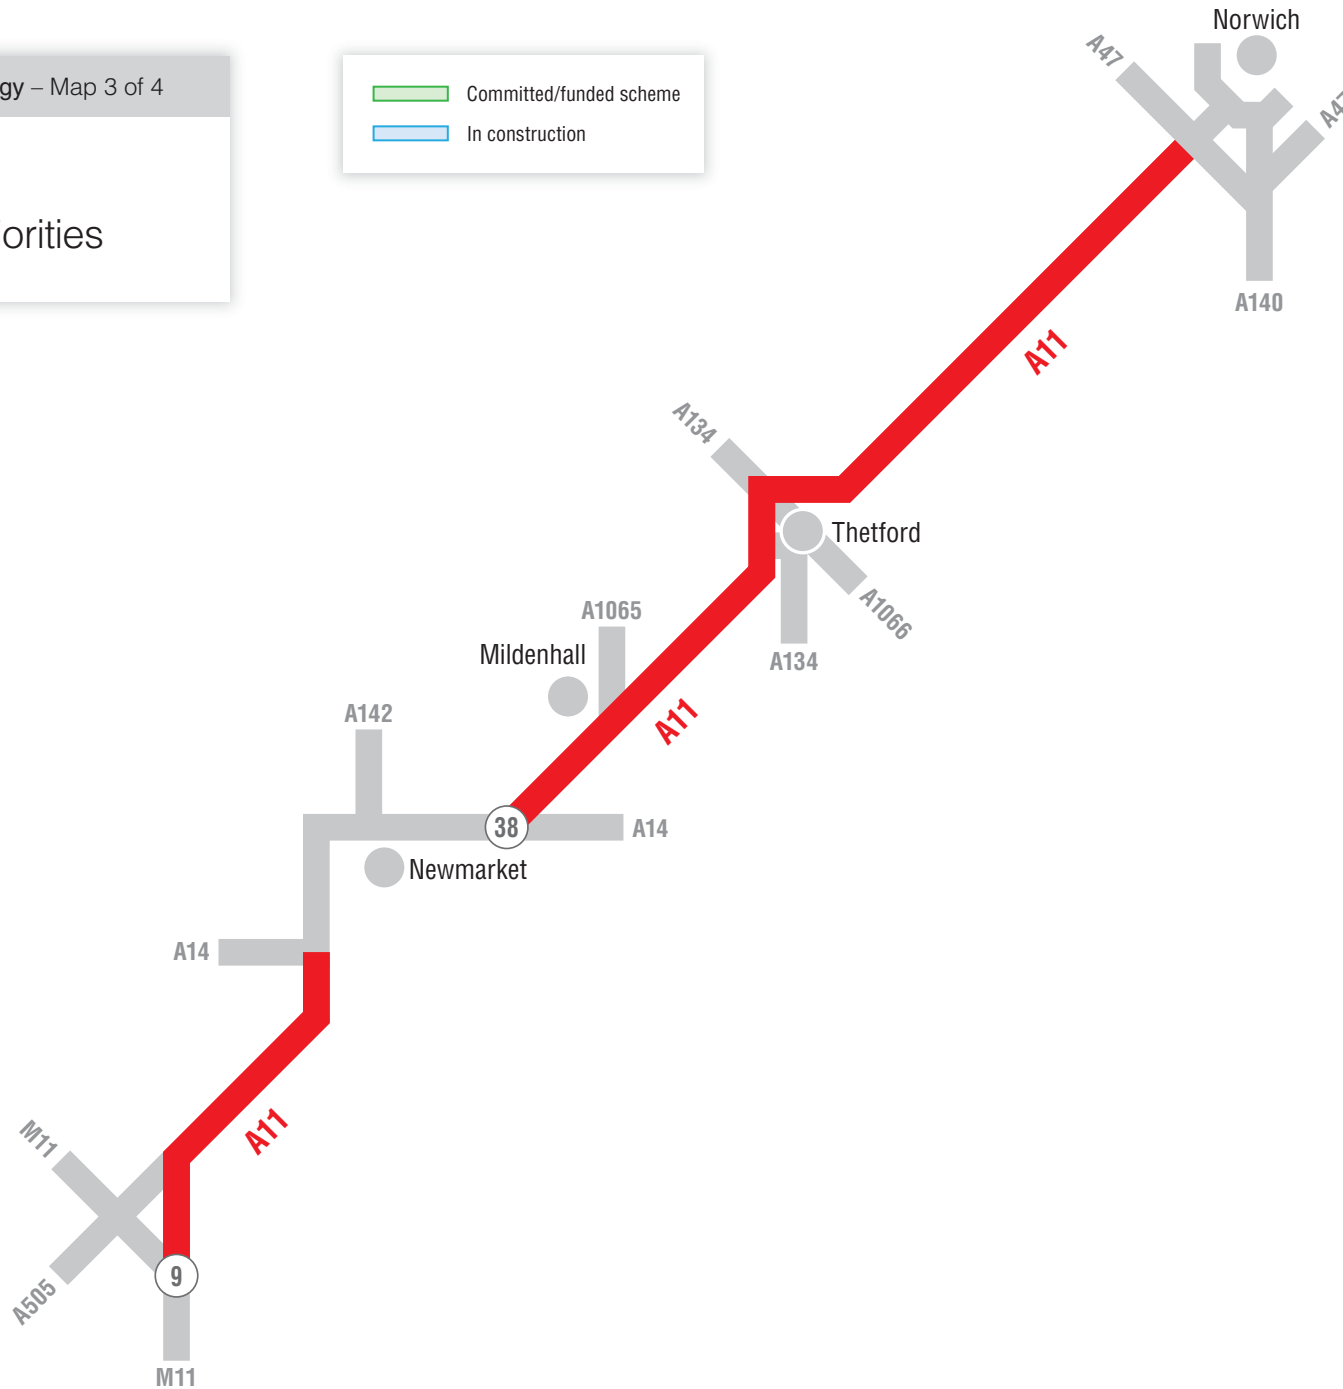 Norwich
A47
gy – Map 3 of 4
Committed/funded scheme
In construction
orities
A140
A11
A134
Thetford
A1066
A134
A1065
Mildenhall
A11
A142
38
A14
Newmarket
A14
A11
M11
9
A505
M11